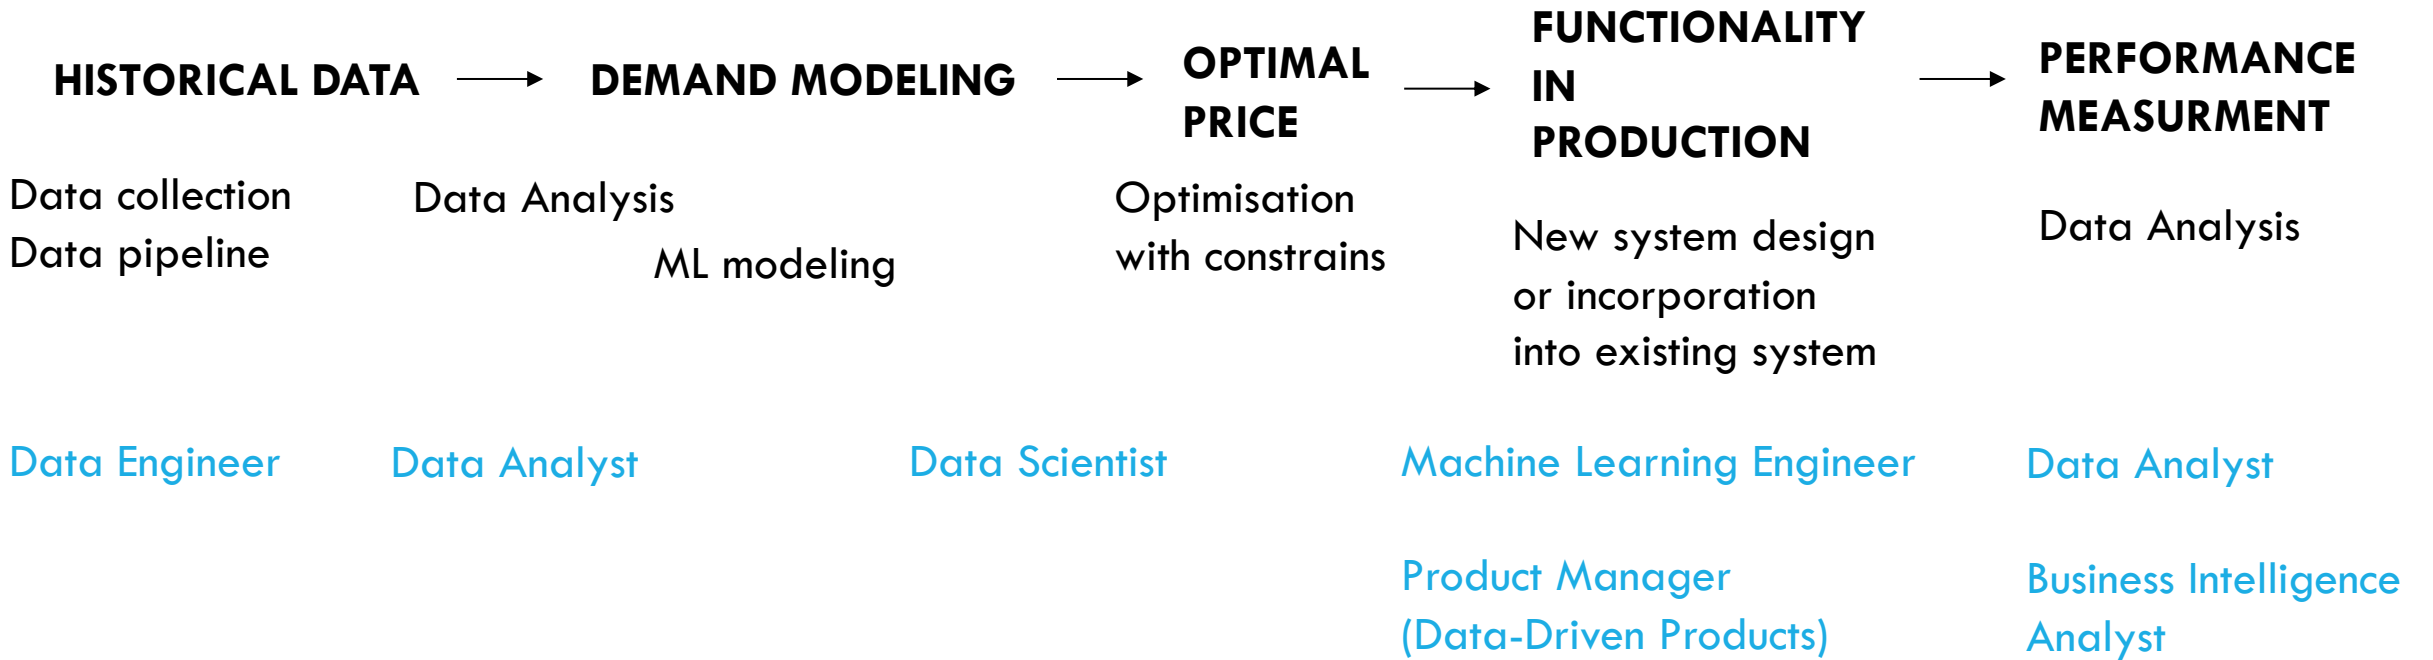 HISTORICAL DATA
DEMAND MODELING
OPTIMAL
PRICE
FUNCTIONALITY
IN
PRODUCTION
PERFORMANCE
MEASURMENT
Data collection
Data pipeline
Data Analysis
ML modeling
Optimisation
with constrains
New system design
or incorporation
into existing system
Data Analysis
Data Engineer
Data Analyst
Data Scientist
Machine Learning Engineer
Product Manager
(Data-Driven Products)
Data Analyst
Business Intelligence
Analyst